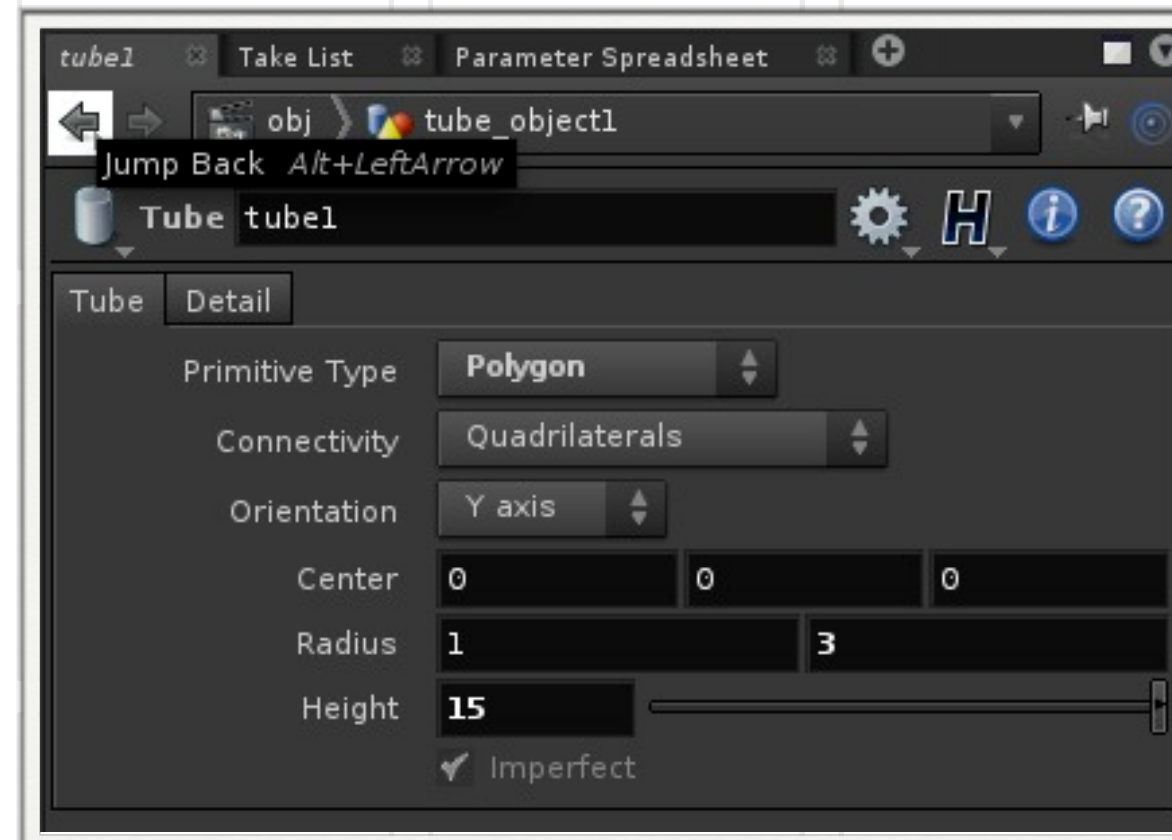 tube1 Take List Parameter Spreadsheet
obj tube_object1
Jump Back Alt+LeftArrow
Tube tube1
Tube Detail
Primitive Type Polygon
Connectivity Quadrilaterals
Orientation Y axis
Center 0 0 0
Radius 1 3
Height 15
Imperfect